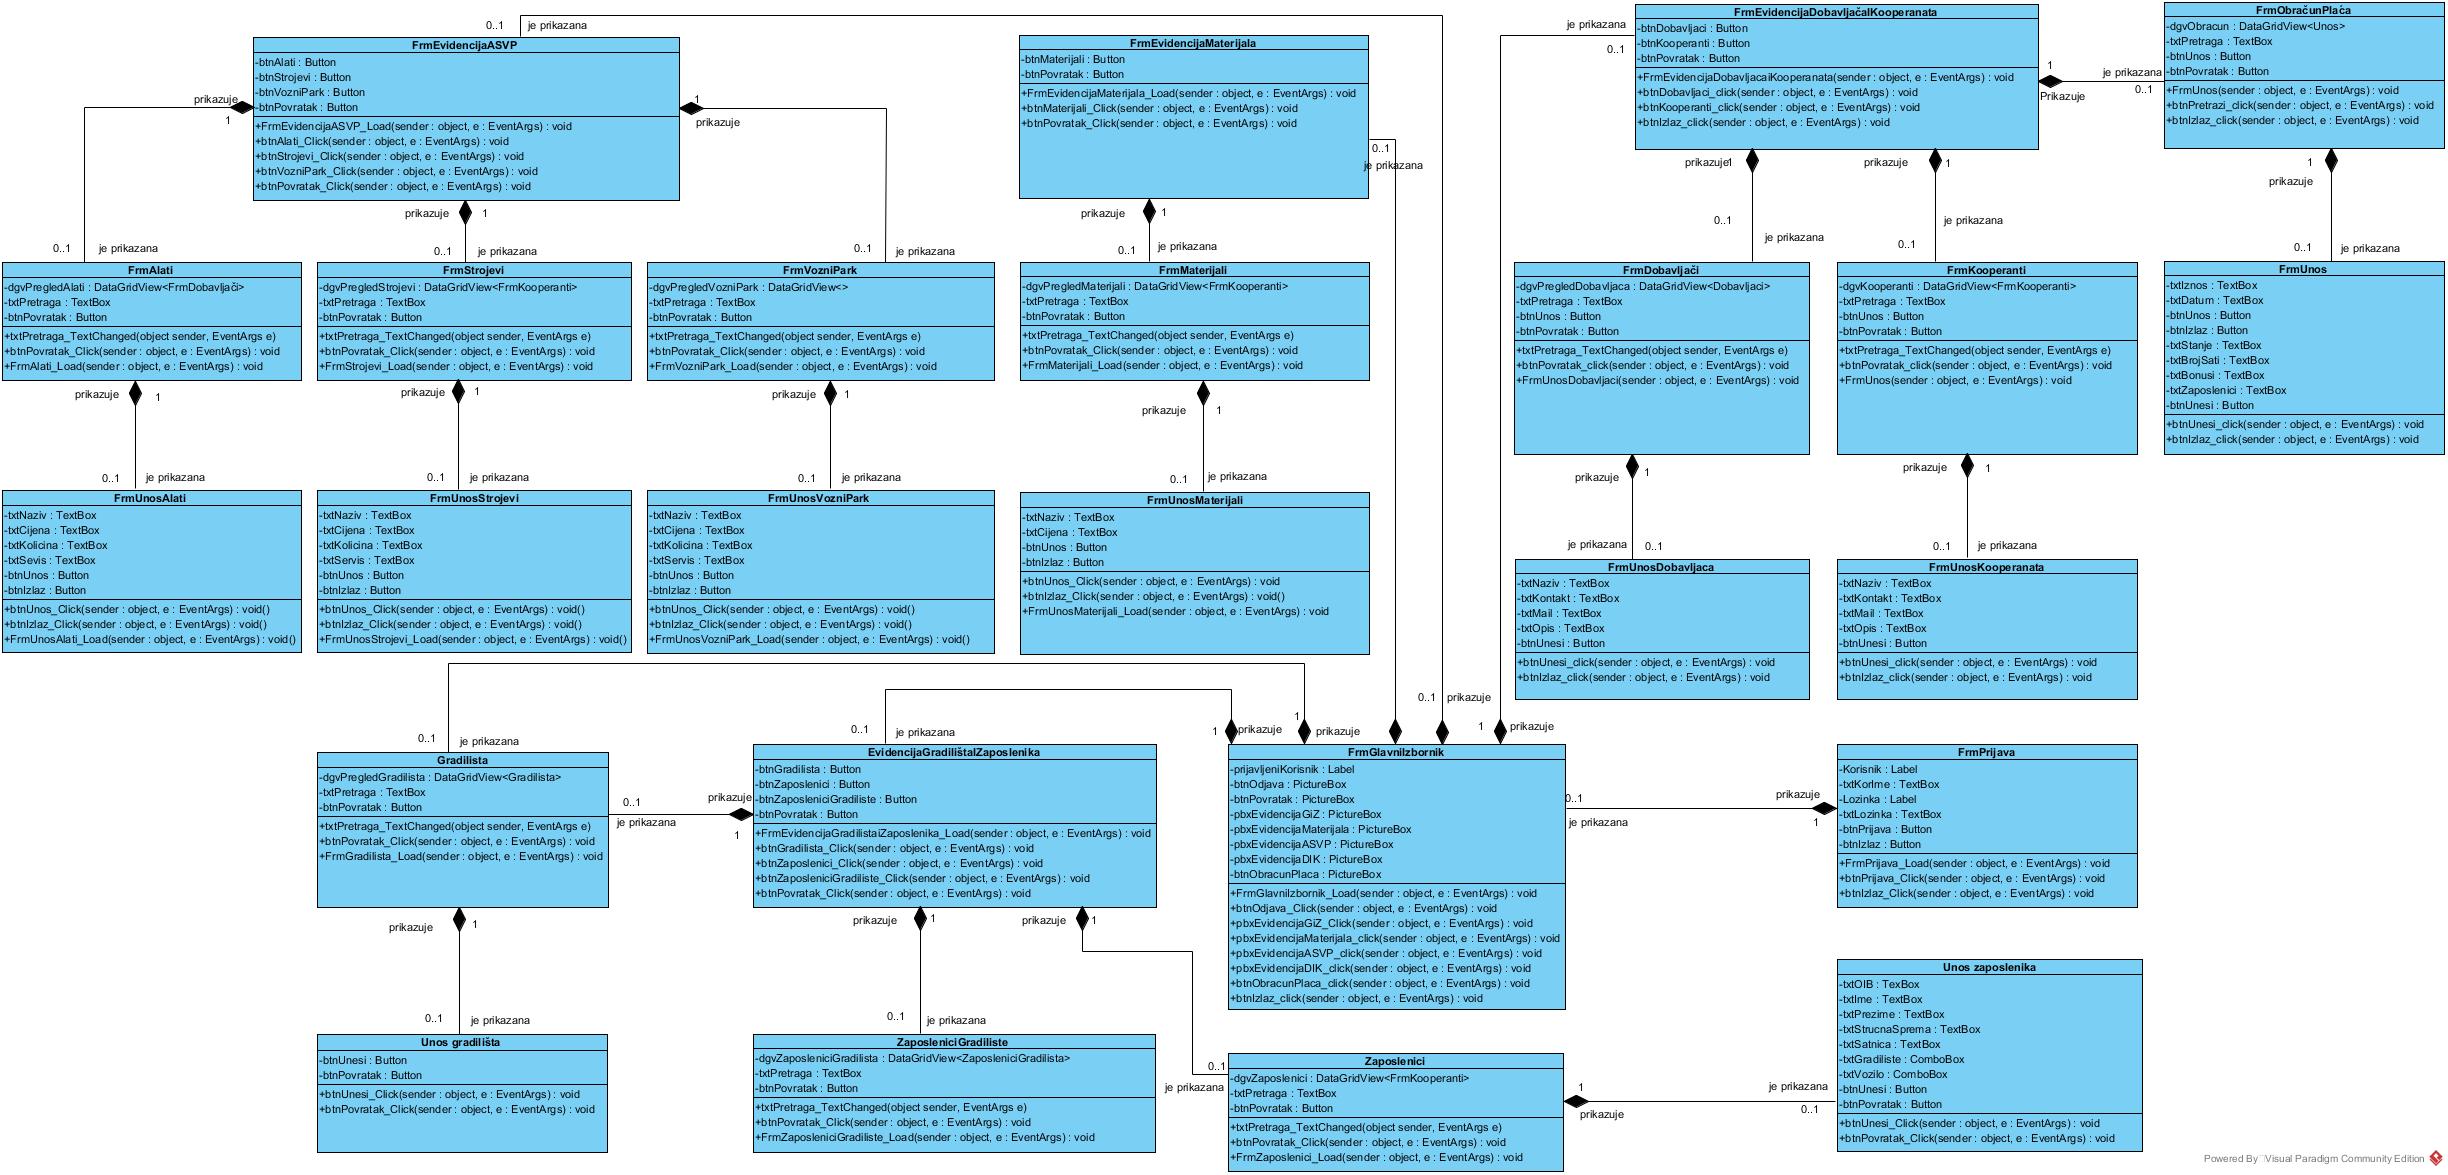 0..1
je prikazana
FrmEvidencijaASVP
-btnAlati : Button
-btnStrojevi : Button
-btnVozniPark : Button
-btnPovratak : Button
+FrmEvidencijaASVP_Load(sender : object, e : EventArgs) : void
+btnAlati_Click(sender : object, e : EventArgs) : void
+btnStrojevi_Click(sender : object, e : EventArgs) : void
+btnVozniPark_Click(sender : object, e : EventArgs) : void
+btnPovratak_Click(sender : object, e : EventArgs) : void
prikazuje
1
1
prikazuje
prikazuje
1
0..1
je prikazana
0..1
je prikazana
0..1
je prikazana
FrmEvidencijaMaterijala
-btnMaterijali : Button
-btnPovratak : Button
+FrmEvidencijaMaterijala_Load(sender : object, e : EventArgs) : void
+btnMaterijali_Click(sender : object, e : EventArgs) : void
+btnPovratak_Click(sender : object, e : EventArgs) : void
0..1
je prikazana
prikazuje
1
0..1
je prikazana
je prikazana
0..1
FrmEvidencijaDobavljačaIKooperanata
-btnDobavljaci : Button
-btnKooperanti : Button
-btnPovratak : Button
+FrmEvidencijaDobavljacaiKooperanata(sender : object, e : EventArgs) : void
+btnDobavljaci_click(sender : object, e : EventArgs) : void
+btnKooperanti_click(sender : object, e : EventArgs) : void
+btnIzlaz_click(sender : object, e : EventArgs) : void
1
Prikazuje
je prikazana
0..1
FrmObračunPlaća
-dgvObracun : DataGridView<Unos>
-txtPretraga : TextBox
-btnUnos : Button
-btnPovratak : Button
+FrmUnos(sender : object, e : EventArgs) : void
+btnPretrazi_click(sender : object, e : EventArgs) : void
+btnIzlaz_click(sender : object, e : EventArgs) : void
prikazuje
1
0..1
je prikazana
prikazuje
1
je prikazana
0..1
1
prikazuje
0..1
je prikazana
FrmAlati
-dgvPregledAlati : DataGridView<FrmDobavljači>
-txtPretraga : TextBox
-btnPovratak : Button
+txtPretraga_TextChanged(object sender, EventArgs e)
+btnPovratak_Click(sender : object, e : EventArgs) : void
+FrmAlati_Load(sender : object, e : EventArgs) : void
prikazuje
1
0..1
je prikazana
FrmStrojevi
-dgvPregledStrojevi : DataGridView<FrmKooperanti>
-txtPretraga : TextBox
-btnPovratak : Button
+txtPretraga_TextChanged(object sender, EventArgs e)
+btnPovratak_Click(sender : object, e : EventArgs) : void
+FrmStrojevi_Load(sender : object, e : EventArgs) : void
prikazuje
1
0..1
je prikazana
FrmVozniPark
-dgvPregledVozniPark : DataGridView<>
-txtPretraga : TextBox
-btnPovratak : Button
+txtPretraga_TextChanged(object sender, EventArgs e)
+btnPovratak_Click(sender : object, e : EventArgs) : void
+FrmVozniPark_Load(sender : object, e : EventArgs) : void
prikazuje
1
0..1
je prikazana
FrmMaterijali
-dgvPregledMaterijali : DataGridView<FrmKooperanti>
-txtPretraga : TextBox
-btnPovratak : Button
+txtPretraga_TextChanged(object sender, EventArgs e)
+btnPovratak_Click(sender : object, e : EventArgs) : void
+FrmMaterijali_Load(sender : object, e : EventArgs) : void
prikazuje
1
0..1
je prikazana
FrmDobavljači
-dgvPregledDobavljaca : DataGridView<Dobavljaci>
-txtPretraga : TextBox
-btnUnos : Button
-btnPovratak : Button
+txtPretraga_TextChanged(object sender, EventArgs e)
+btnPovratak_click(sender : object, e : EventArgs) : void
+FrmUnosDobavljaci(sender : object, e : EventArgs) : void
prikazuje
1
je prikazana
0..1
FrmKooperanti
-dgvKooperanti : DataGridView<FrmKooperanti>
-txtPretraga : TextBox
-btnUnos : Button
-btnPovratak : Button
+txtPretraga_TextChanged(object sender, EventArgs e)
+btnPovratak_click(sender : object, e : EventArgs) : void
+FrmUnos(sender : object, e : EventArgs) : void
prikazuje
1
0..1
je prikazana
FrmUnos
-txtIznos : TextBox
-txtDatum : TextBox
-btnUnos : Button
-btnIzlaz : Button
-txtStanje : TextBox
-txtBrojSati : TextBox
-txtBonusi : TextBox
-txtZaposlenici : TextBox
-btnUnesi : Button
+btnUnesi_click(sender : object, e : EventArgs) : void
+btnIzlaz_click(sender : object, e : EventArgs) : void
FrmUnosAlati
-txtNaziv : TextBox
-txtCijena : TextBox
-txtKolicina : TextBox
-txtSevis : TextBox
-btnUnos : Button
-btnIzlaz : Button
+btnUnos_Click(sender : object, e : EventArgs) : void()
+btnIzlaz_Click(sender : object, e : EventArgs) : void()
+FrmUnosAlati_Load(sender : object, e : EventArgs) : void()
FrmUnosStrojevi
-txtNaziv : TextBox
-txtCijena : TextBox
-txtKolicina : TextBox
-txtServis : TextBox
-btnUnos : Button
-btnIzlaz : Button
+btnUnos_Click(sender : object, e : EventArgs) : void()
+btnIzlaz_Click(sender : object, e : EventArgs) : void()
+FrmUnosStrojevi_Load(sender : object, e : EventArgs) : void()
FrmUnosVozniPark
-txtNaziv : TextBox
-txtCijena : TextBox
-txtKolicina : TextBox
-txtServis : TextBox
-btnUnos : Button
-btnIzlaz : Button
+btnUnos_Click(sender : object, e : EventArgs) : void()
+btnIzlaz_Click(sender : object, e : EventArgs) : void()
+FrmUnosVozniPark_Load(sender : object, e : EventArgs) : void()
FrmUnosMaterijali
-txtNaziv : TextBox
-txtCijena : TextBox
-btnUnos : Button
-btnIzlaz : Button
+btnUnos_Click(sender : object, e : EventArgs) : void
+btnIzlaz_Click(sender : object, e : EventArgs) : void()
+FrmUnosMaterijali_Load(sender : object, e : EventArgs) : void
FrmUnosDobavljaca
-txtNaziv : TextBox
-txtKontakt : TextBox
-txtMail : TextBox
-txtOpis : TextBox
-btnUnesi : Button
+btnUnesi_click(sender : object, e : EventArgs) : void
+btnIzlaz_click(sender : object, e : EventArgs) : void
FrmUnosKooperanata
-txtNaziv : TextBox
-txtKontakt : TextBox
-txtMail : TextBox
-txtOpis : TextBox
-btnUnesi : Button
+btnUnesi_click(sender : object, e : EventArgs) : void
+btnIzlaz_click(sender : object, e : EventArgs) : void
0..1
je prikazana
0..1
je prikazana
1
prikazuje
1
prikazuje
0..1
prikazuje
1
prikazuje
Gradilista
-dgvPregledGradilista : DataGridView<Gradilista>
-txtPretraga : TextBox
-btnPovratak : Button
+txtPretraga_TextChanged(object sender, EventArgs e)
+btnPovratak_Click(sender : object, e : EventArgs) : void
+FrmGradilista_Load(sender : object, e : EventArgs) : void
0..1
je prikazana
prikazuje
1
prikazuje
1
0..1
je prikazana
EvidencijaGradilištaIZaposlenika
-btnGradilista : Button
-btnZaposlenici : Button
-btnZaposleniciGradiliste : Button
-btnPovratak : Button
+FrmEvidencijaGradilistaiZaposlenika_Load(sender : object, e : EventArgs) : void
+btnGradilista_Click(sender : object, e : EventArgs) : void
+btnZaposlenici_Click(sender : object, e : EventArgs) : void
+btnZaposleniciGradiliste_Click(sender : object, e : EventArgs) : void
+btnPovratak_Click(sender : object, e : EventArgs) : void
prikazuje
1
prikazuje
1
0..1
je prikazana
0..1
je prikazana
FrmGlavniIzbornik
-prijavljeniKorisnik : Label
-btnOdjava : PictureBox
-btnPovratak : PictureBox
-pbxEvidencijaGiZ : PictureBox
-pbxEvidencijaMaterijala : PictureBox
-pbxEvidencijaASVP : PictureBox
-pbxEvidencijaDIK : PictureBox
-btnObracunPlaca : PictureBox
+FrmGlavniIzbornik_Load(sender : object, e : EventArgs) : void
+btnOdjava_Click(sender : object, e : EventArgs) : void
+pbxEvidencijaGiZ_Click(sender : object, e : EventArgs) : void
+pbxEvidencijaMaterijala_click(sender : object, e : EventArgs) : void
+pbxEvidencijaASVP_click(sender : object, e : EventArgs) : void
+pbxEvidencijaDIK_click(sender : object, e : EventArgs) : void
+btnObracunPlaca_click(sender : object, e : EventArgs) : void
+btnIzlaz_click(sender : object, e : EventArgs) : void
0..1
je prikazana
prikazuje
1
FrmPrijava
-Korisnik : Label
-txtKorIme : TextBox
-Lozinka : Label
-txtLozinka : TextBox
-btnPrijava : Button
-btnIzlaz : Button
+FrmPrijava_Load(sender : object, e : EventArgs) : void
+btnPrijava_Click(sender : object, e : EventArgs) : void
+btnIzlaz_Click(sender : object, e : EventArgs) : void
Unos gradilišta
-btnUnesi : Button
-btnPovratak : Button
+btnUnesi_Click(sender : object, e : EventArgs) : void
+btnPovratak_Click(sender : object, e : EventArgs) : void
ZaposleniciGradiliste
-dgvZaposleniciGradilista : DataGridView<ZaposleniciGradilista>
-txtPretraga : TextBox
-btnPovratak : Button
+txtPretraga_TextChanged(object sender, EventArgs e)
+btnPovratak_Click(sender : object, e : EventArgs) : void
+FrmZaposleniciGradiliste_Load(sender : object, e : EventArgs) : void
Zaposlenici
-dgvZaposlenici : DataGridView<FrmKooperanti>
-txtPretraga : TextBox
-btnPovratak : Button
+txtPretraga_TextChanged(object sender, EventArgs e)
+btnPovratak_Click(sender : object, e : EventArgs) : void
+FrmZaposlenici_Load(sender : object, e : EventArgs) : void
1
prikazuje
je prikazana
0..1
Unos zaposlenika
-txtOIB : TexBox
-txtIme : TextBox
-txtPrezime : TextBox
-txtStrucnaSprema : TextBox
-txtSatnica : TextBox
-txtGradiliste : ComboBox
-txtVozilo : ComboBox
-btnUnesi : Button
-btnPovratak : Button
+btnUnesi_Click(sender : object, e : EventArgs) : void
+btnPovratak_Click(sender : object, e : EventArgs) : void
Powered By Visual Paradigm Community Edition